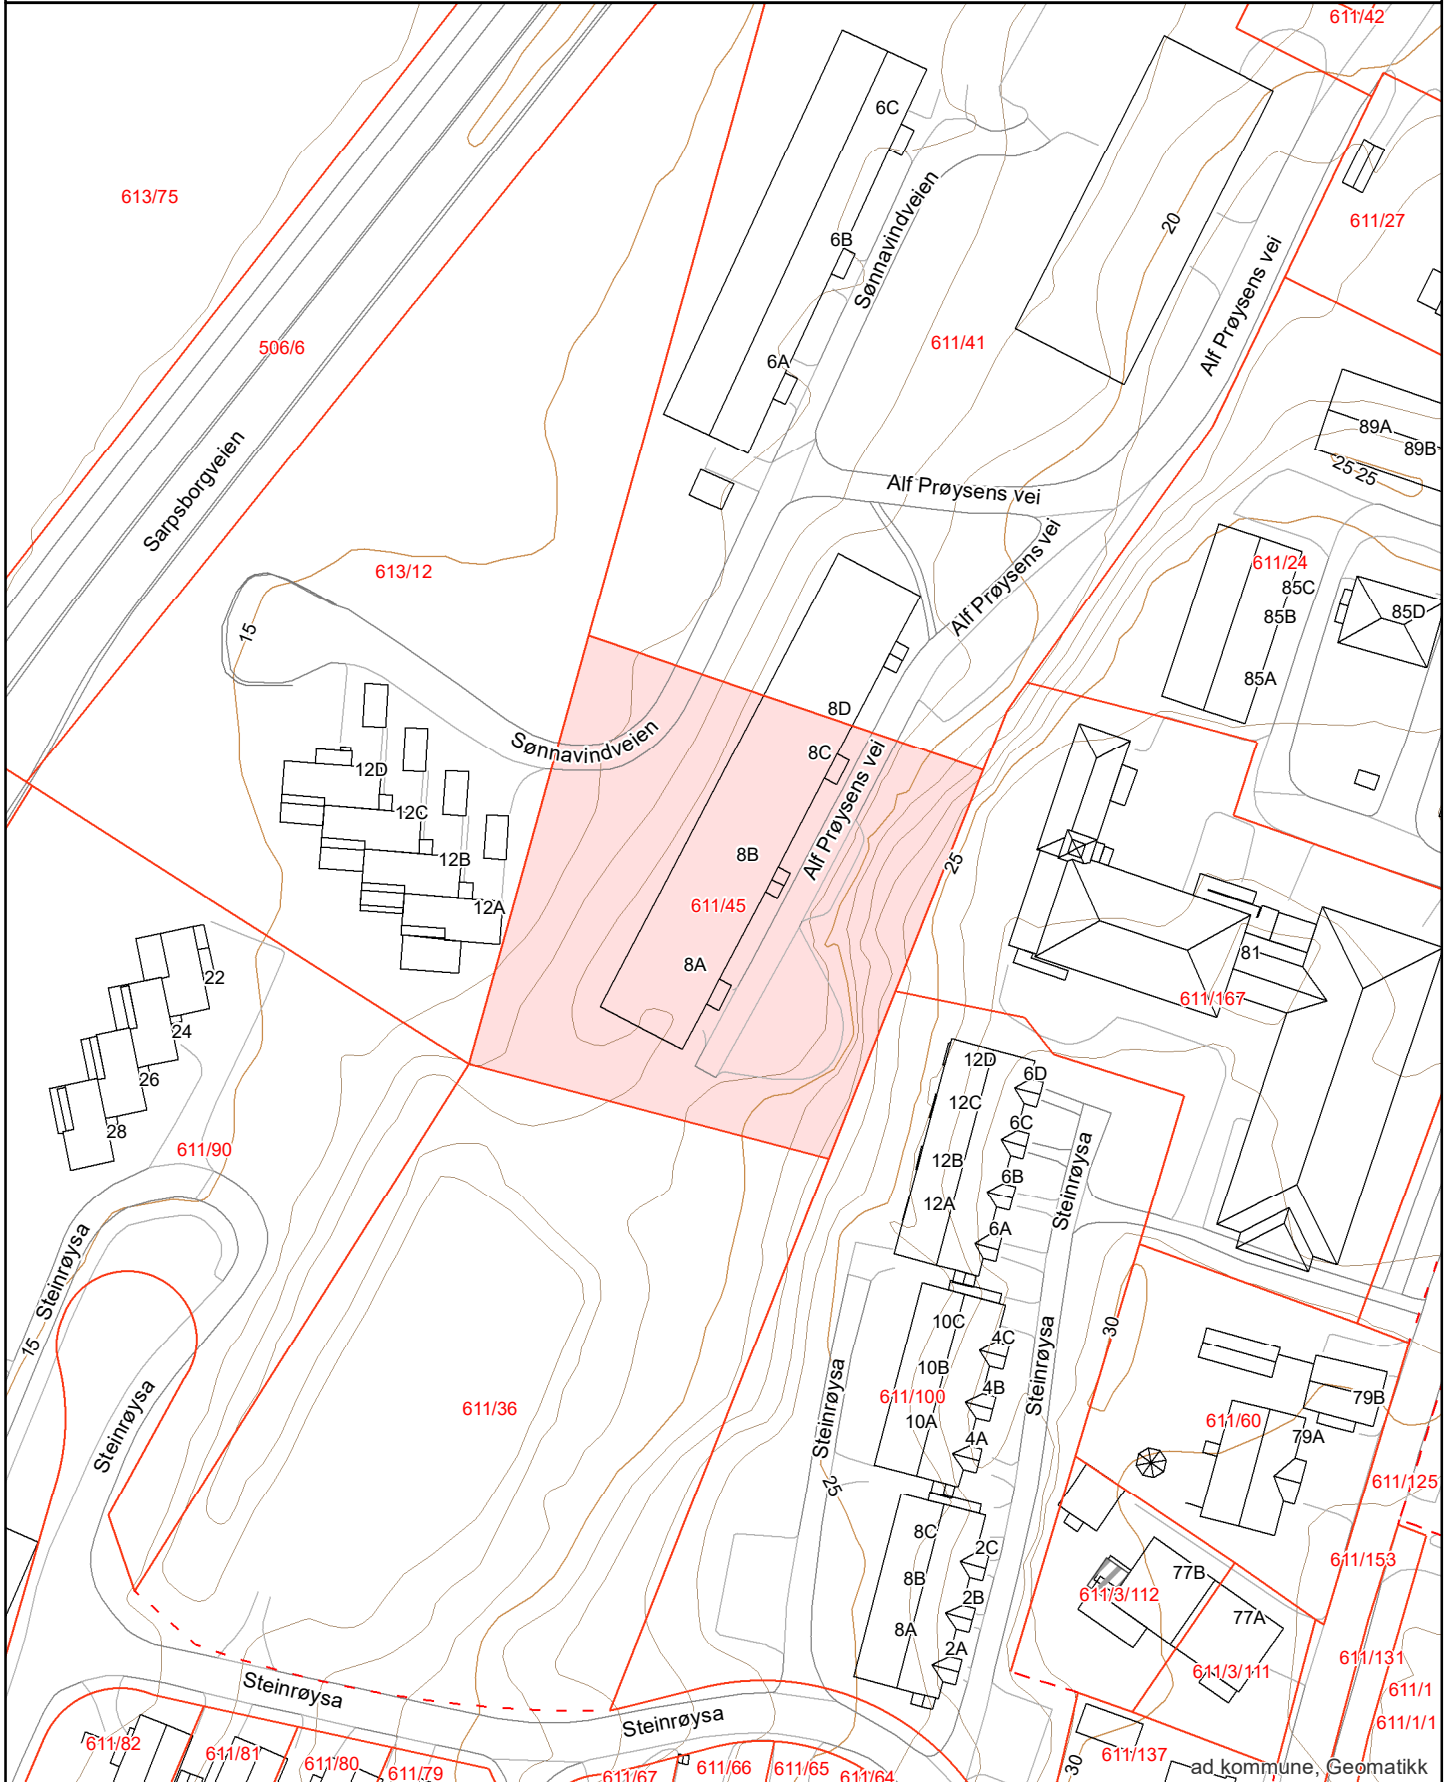 611/42
6C
613/75
Sønnavindveien
611/27
20
6B
Alf Prøysens vei
506/6
611/41
6A
89A
89B
25 25
Sarpsborgveien
Alf Prøysens vei
613/12
Alf Prøysens vei
611/24
85C
85B
85D
15
85A
8D
Sønnavindveien
8C
12D
Alf Prøysens vei
12C
8B
12B
25
611/45
12A
81
8A
22
611/167
24
12D
6D
26
12C
6C
28
Steinrøysa
611/90
12B
6B
12A
6A
Steinrøysa
10C
30
15
4C
Steinrøysa
10B
4B
79B
611/100
Steinrøysa
611/36
10A
611/60
4A
79A
Steinrøysa
611/125
25
8C
2C
611/153
77B
8B
611/3/112
2B
77A
8A
2A
611/131
611/3/111
Steinrøysa
611/1
Steinrøysa
611/1/1
611/82
611/81
611/137
611/80
30
611/66
611/65
ad kommune, Geomatikk
611/79
611/67
611/64